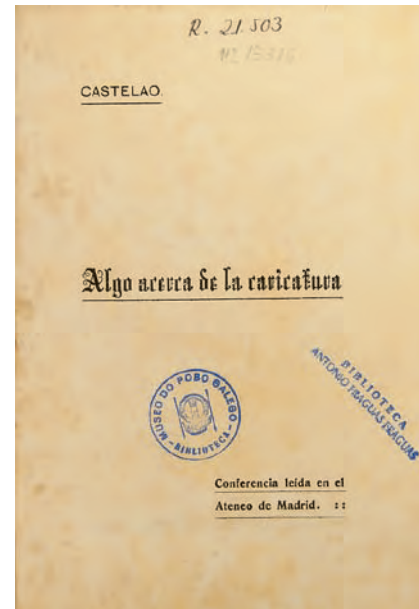 R. 21.503
CASTELAO.
Algo acerca de la caricatura
MUSEO DO POBO GALEGO
- BIBLIOTECA -
BIBLIOTECA
ANTONIO FRAGUAS FRAGUAS
Conferencia leída en el
Ateneo de Madrid. : :